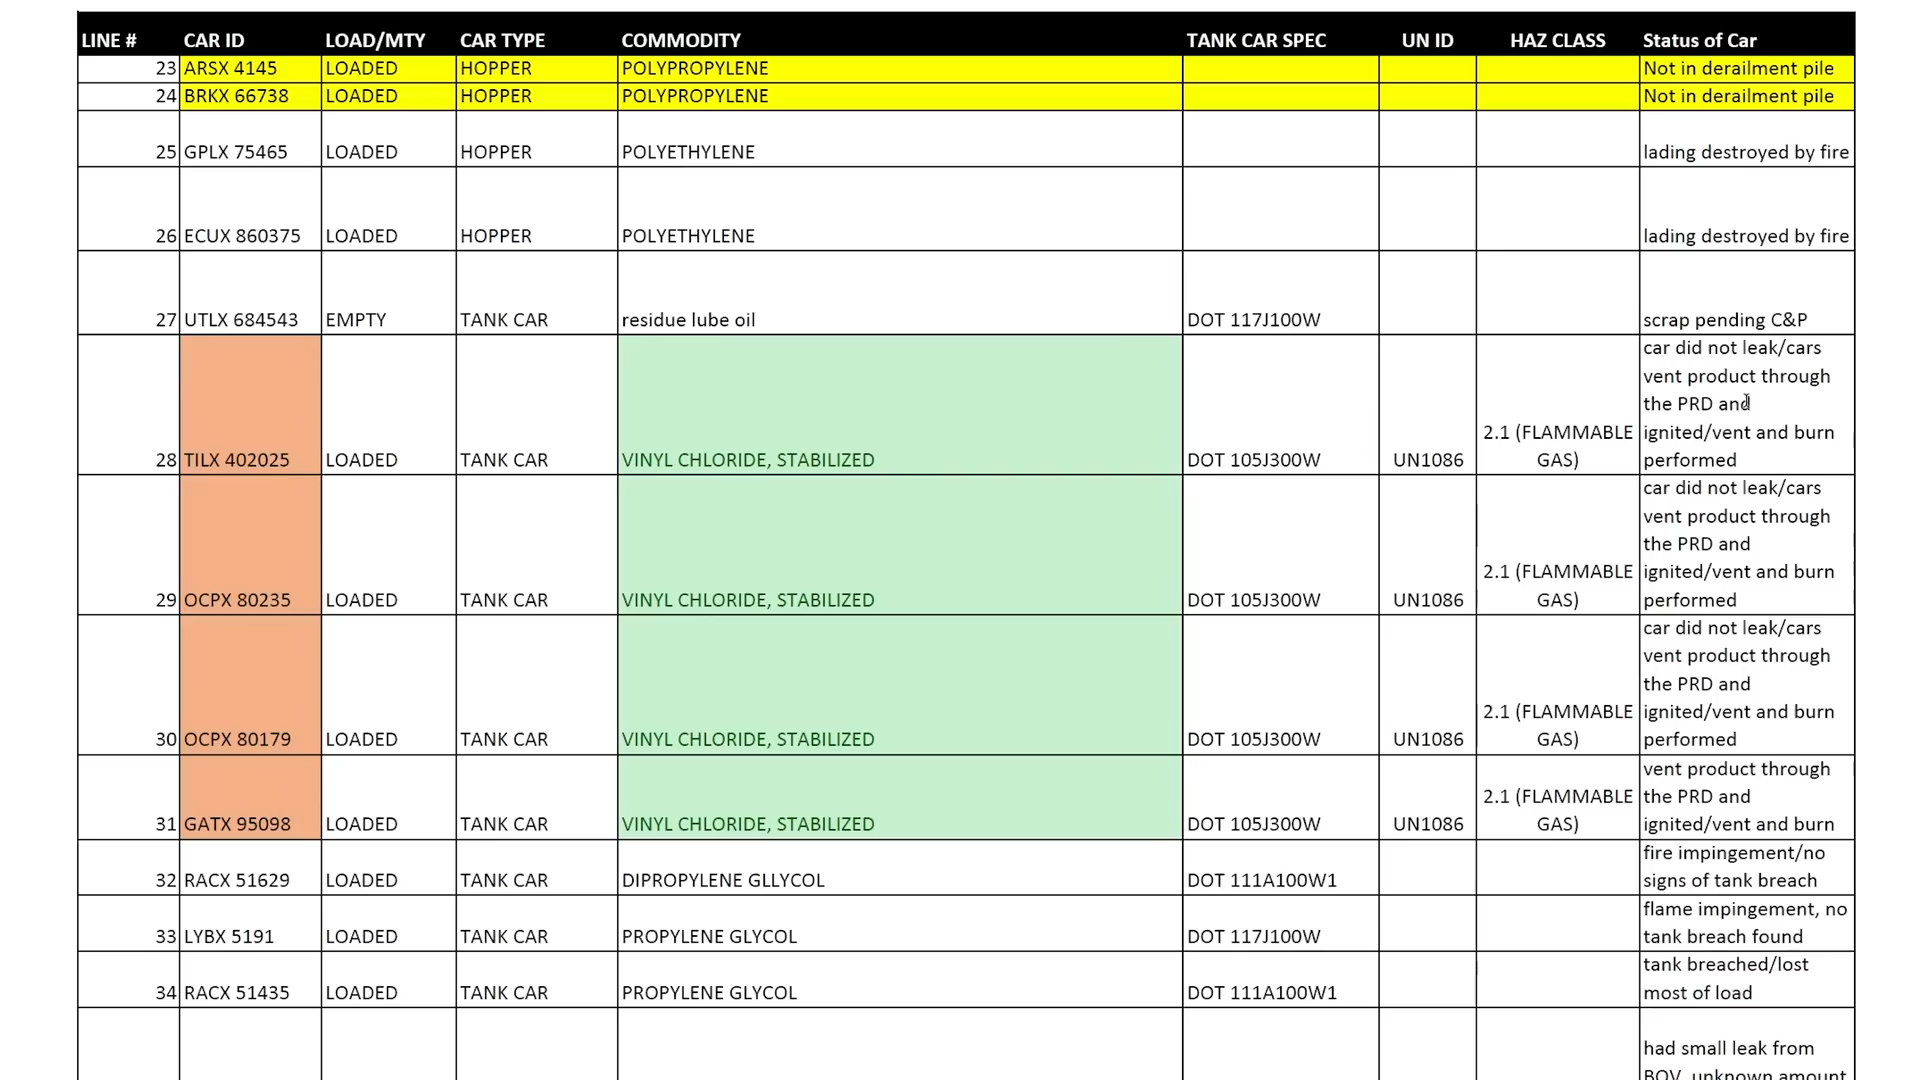 LINE # CAR ID LOAD/MTY CAR TYPE COMMODITY TANK CAR SPEC UN ID HAZ CLASS Status of Car
23 ARSX 4145 LOADED HOPPER POLYPROPYLENE Not in derailment pile
24 BRKX 66738 LOADED HOPPER POLYPROPYLENE Not in derailment pile
25 GPLX 75465 LOADED HOPPER POLYETHYLENE lading destroyed by fire
26 ECUX 860375 LOADED HOPPER POLYETHYLENE lading destroyed by fire
27 UTLX 684543 EMPTY TANK CAR residue lube oil DOT 117J100W scrap pending C&P
car did not leak/cars
vent product through
the PRD and
2.1 (FLAMMABLE ignited/vent and burn
28 TILX 402025 LOADED TANK CAR VINYL CHLORIDE, STABILIZED DOT 105J300W UN1086 GAS) performed
car did not leak/cars
vent product through
the PRD and
2.1 (FLAMMABLE ignited/vent and burn
29 OCPX 80235 LOADED TANK CAR VINYL CHLORIDE, STABILIZED DOT 105J300W UN1086 GAS) performed
car did not leak/cars
vent product through
the PRD and
2.1 (FLAMMABLE ignited/vent and burn
30 OCPX 80179 LOADED TANK CAR VINYL CHLORIDE, STABILIZED DOT 105J300W UN1086 GAS) performed
vent product through
2.1 (FLAMMABLE the PRD and
31 GATX 95098 LOADED TANK CAR VINYL CHLORIDE, STABILIZED DOT 105J300W UN1086 GAS) ignited/vent and burn
fire impingement/no
32 RACX 51629 LOADED TANK CAR DIPROPYLENE GLLYCOL DOT 111A100W1 signs of tank breach
flame impingement, no
33 LYBX 5191 LOADED TANK CAR PROPYLENE GLYCOL DOT 117J100W tank breach found
tank breached/lost
34 RACX 51435 LOADED TANK CAR PROPYLENE GLYCOL DOT 111A100W1 most of load
had small leak from
BOV, unknown amount